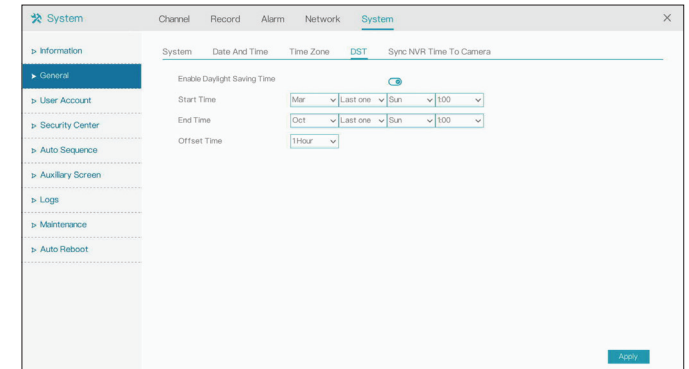 System Channel Record Alarm Network System
Information
System Date And Time Time Zone DST Sync NVR Time To Camera
General
Enable Daylight Saving Time
User Account
Start Time Mar Last one Sun 1:00
Security Center
End Time Oct Last one Sun 1:00
Auto Sequence
Offset Time 1 Hour
Auxiliary Screen
Logs
Maintenance
Auto Reboot
Apply